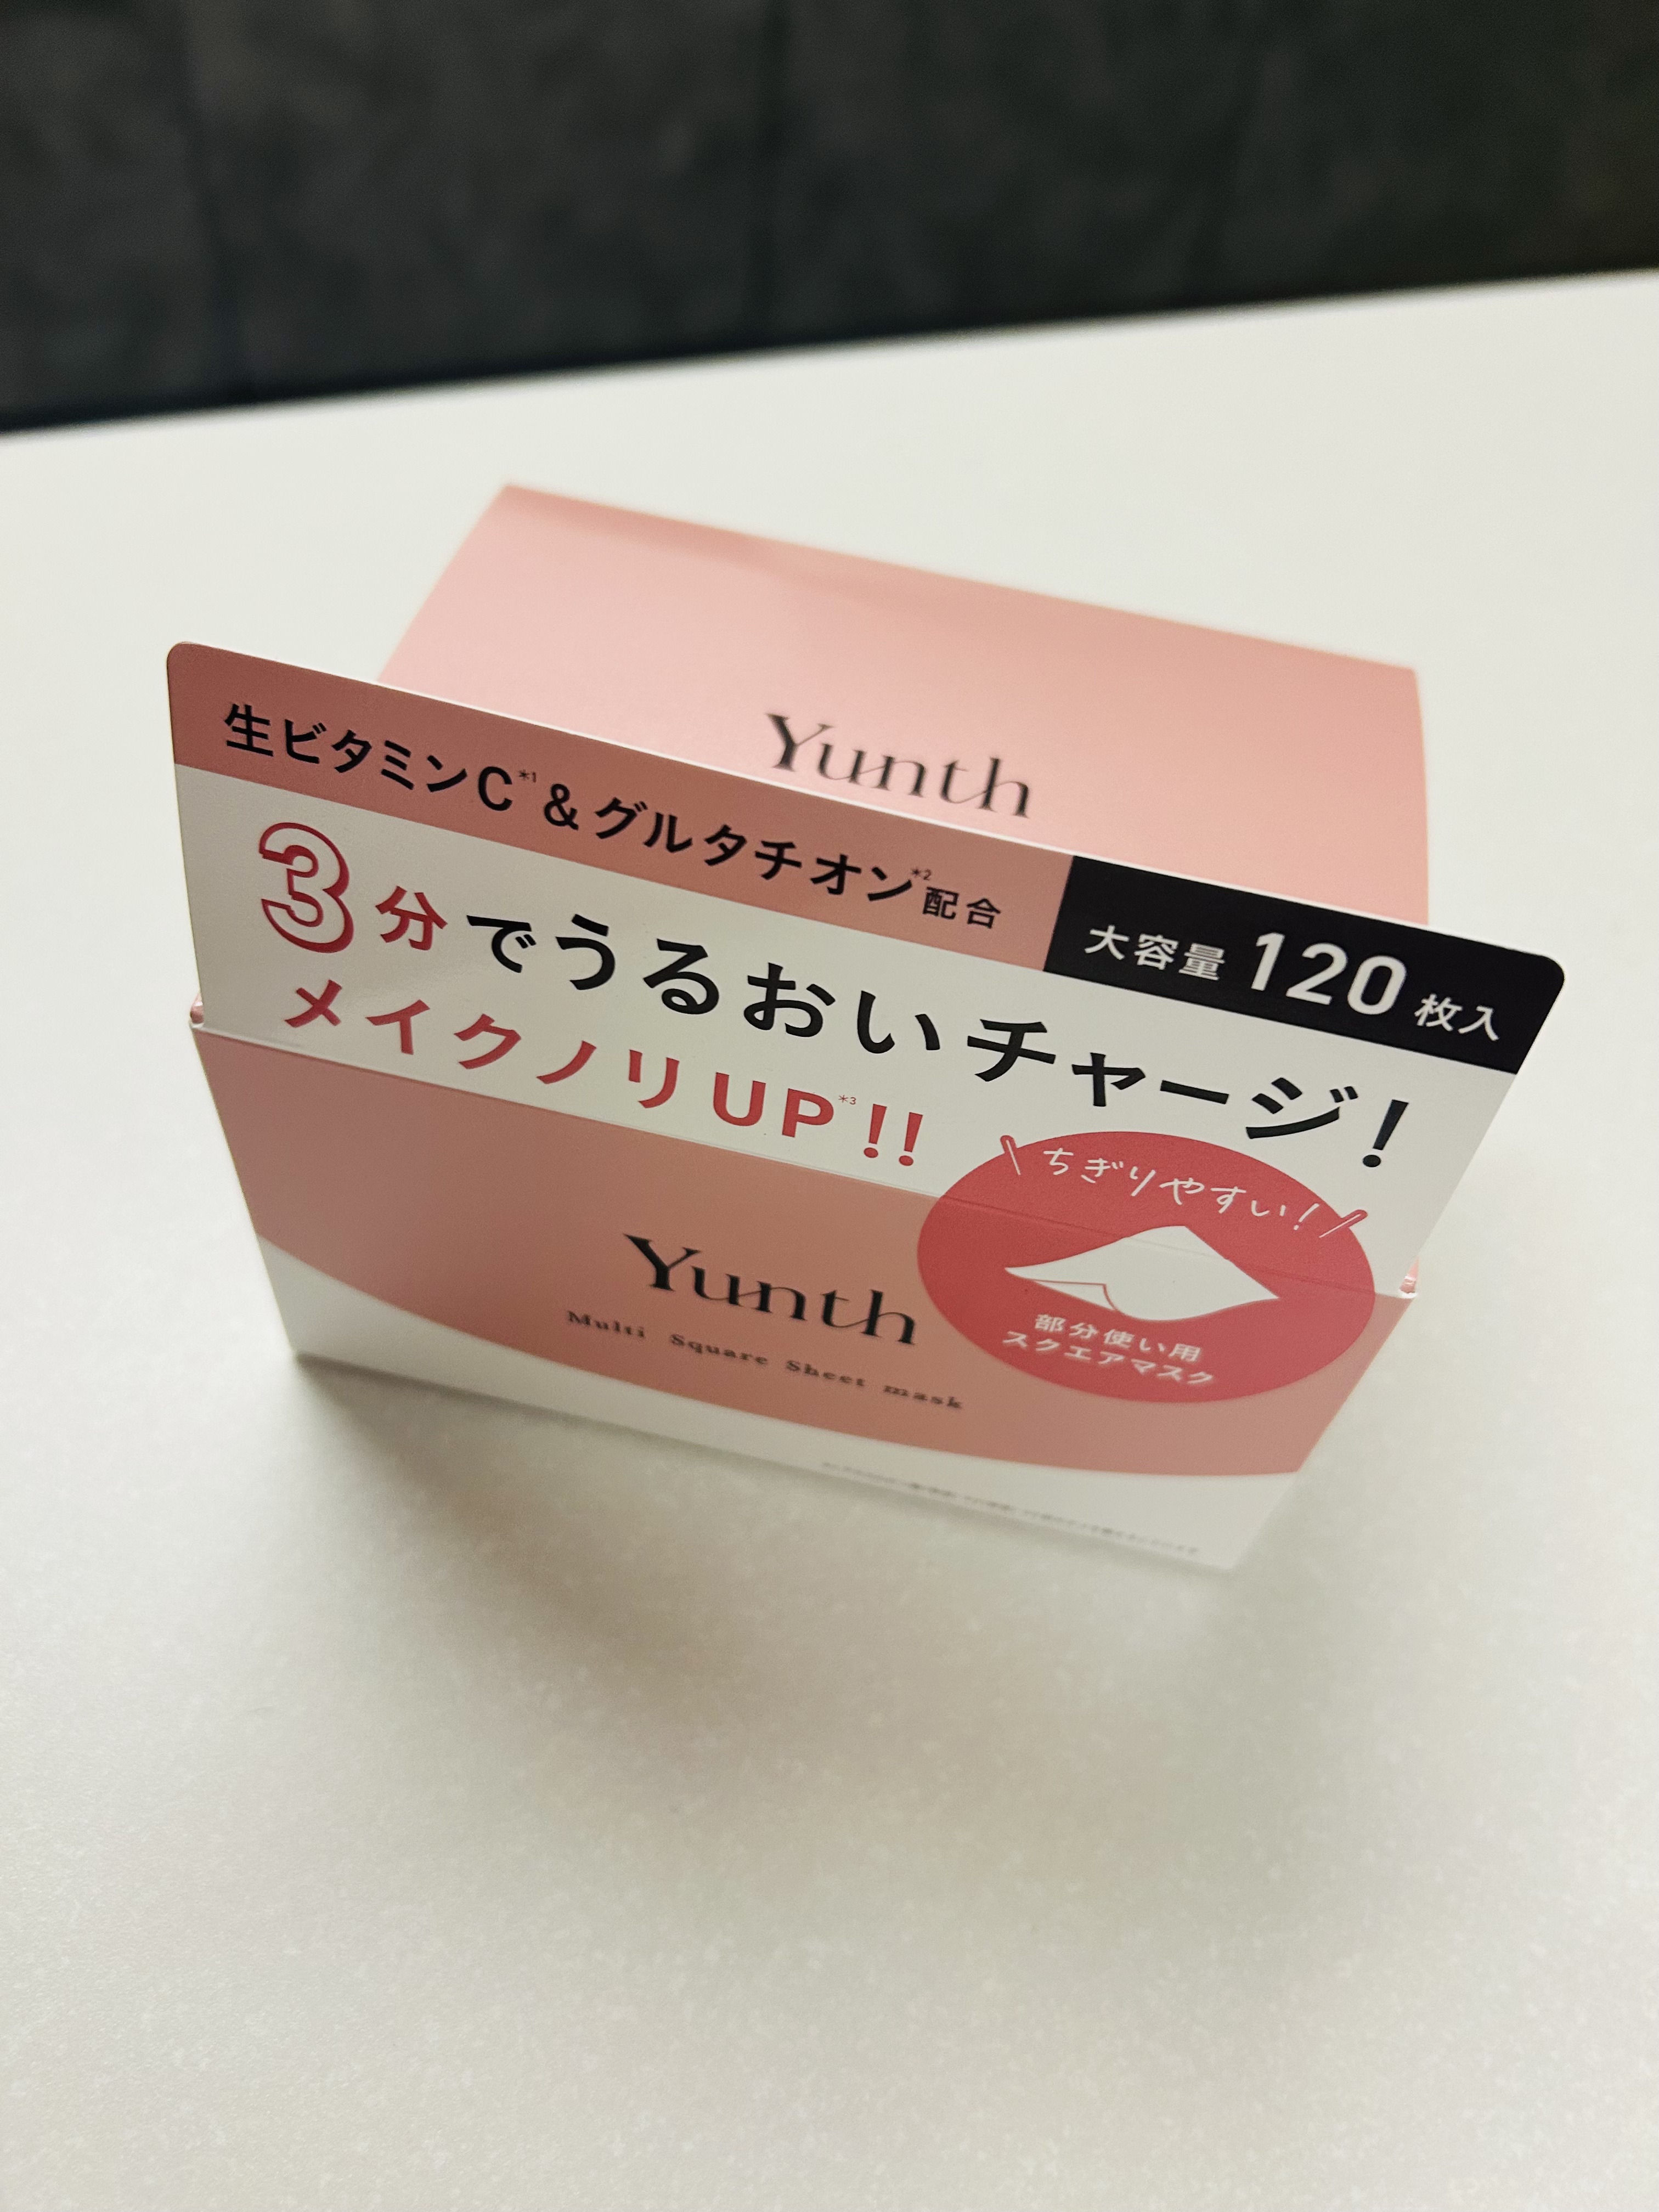 Yunth
生ビタミンC*1&グルタチオン*2配合
大容量120枚入
3分でうるおいチャージ!
メイクノリUP*3!!
ちぎりやすい!
部分使い用
スクエアマスク
Yunth
Multi Square Sheet mask